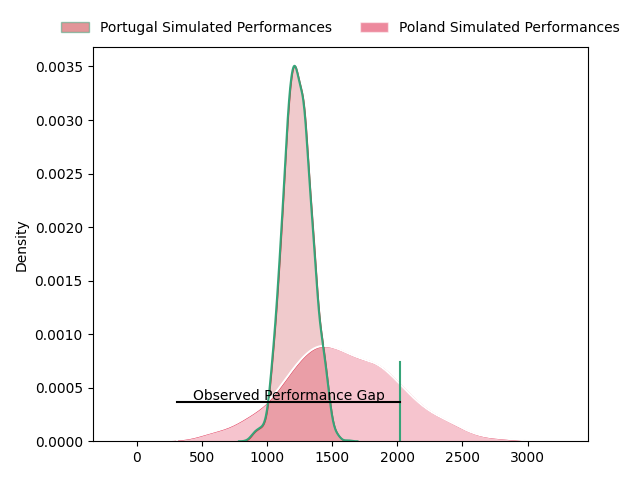 Portugal Simulated Performances Poland Simulated Performances
0.0035
0.0030
0.0025
0.0020
0.0015
0.0010
0.0005
0.0000
Density
Observed Performance Gap
0 500 1000 1500 2000 2500 3000